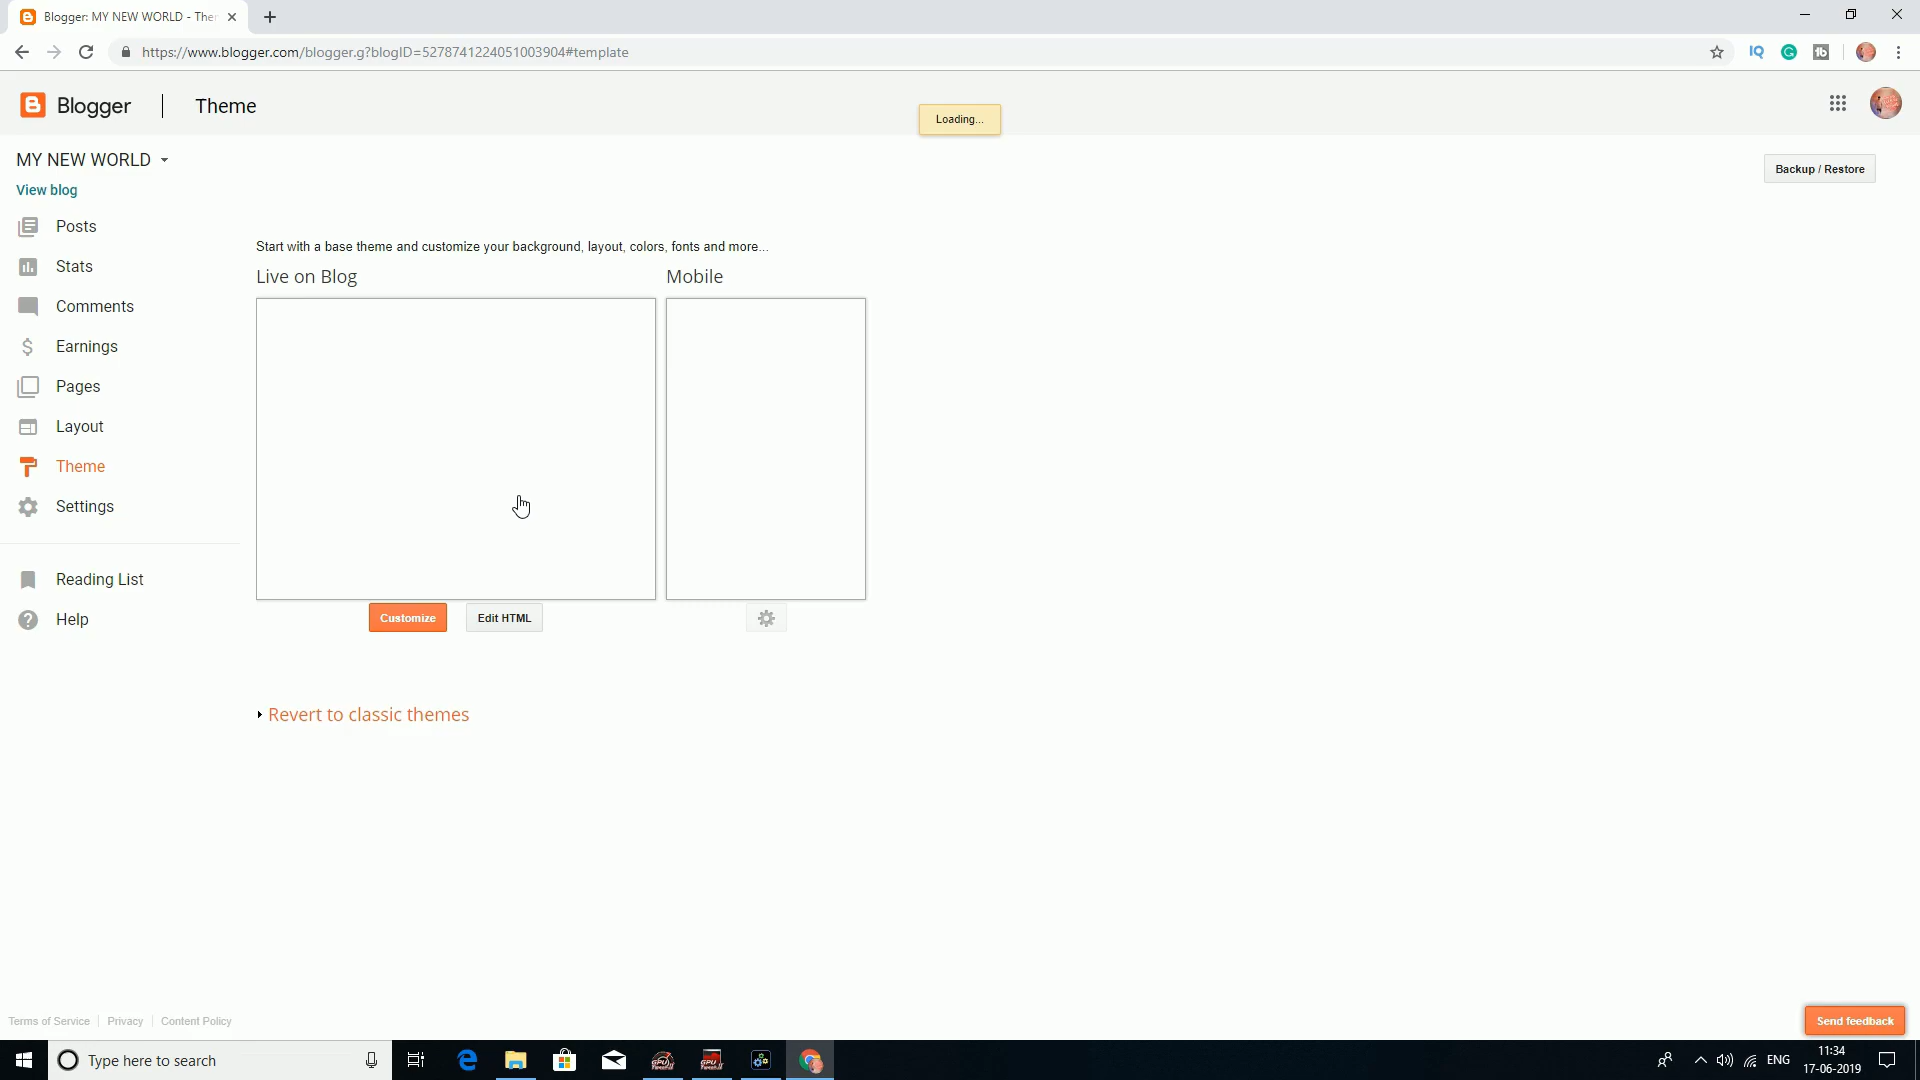 Blogger: MY NEW WORLD - Ther
https://www.blogger.com/blogger.g?blogID=5278741224051003904#template
IQ
Blogger
Theme
Loading...
MY NEW WORLD
Backup / Restore
View blog
Posts
Stats
Comments
Earnings
Pages
Layout
Theme
Settings
Reading List
Help
Start with a base theme and customize your background, layout, colors, fonts and more...
Live on Blog
Mobile
Customize
Edit HTML
Revert to classic themes
Terms of Service
Privacy
Content Policy
Send feedback
Type here to search
ENG
11:34
17-06-2019